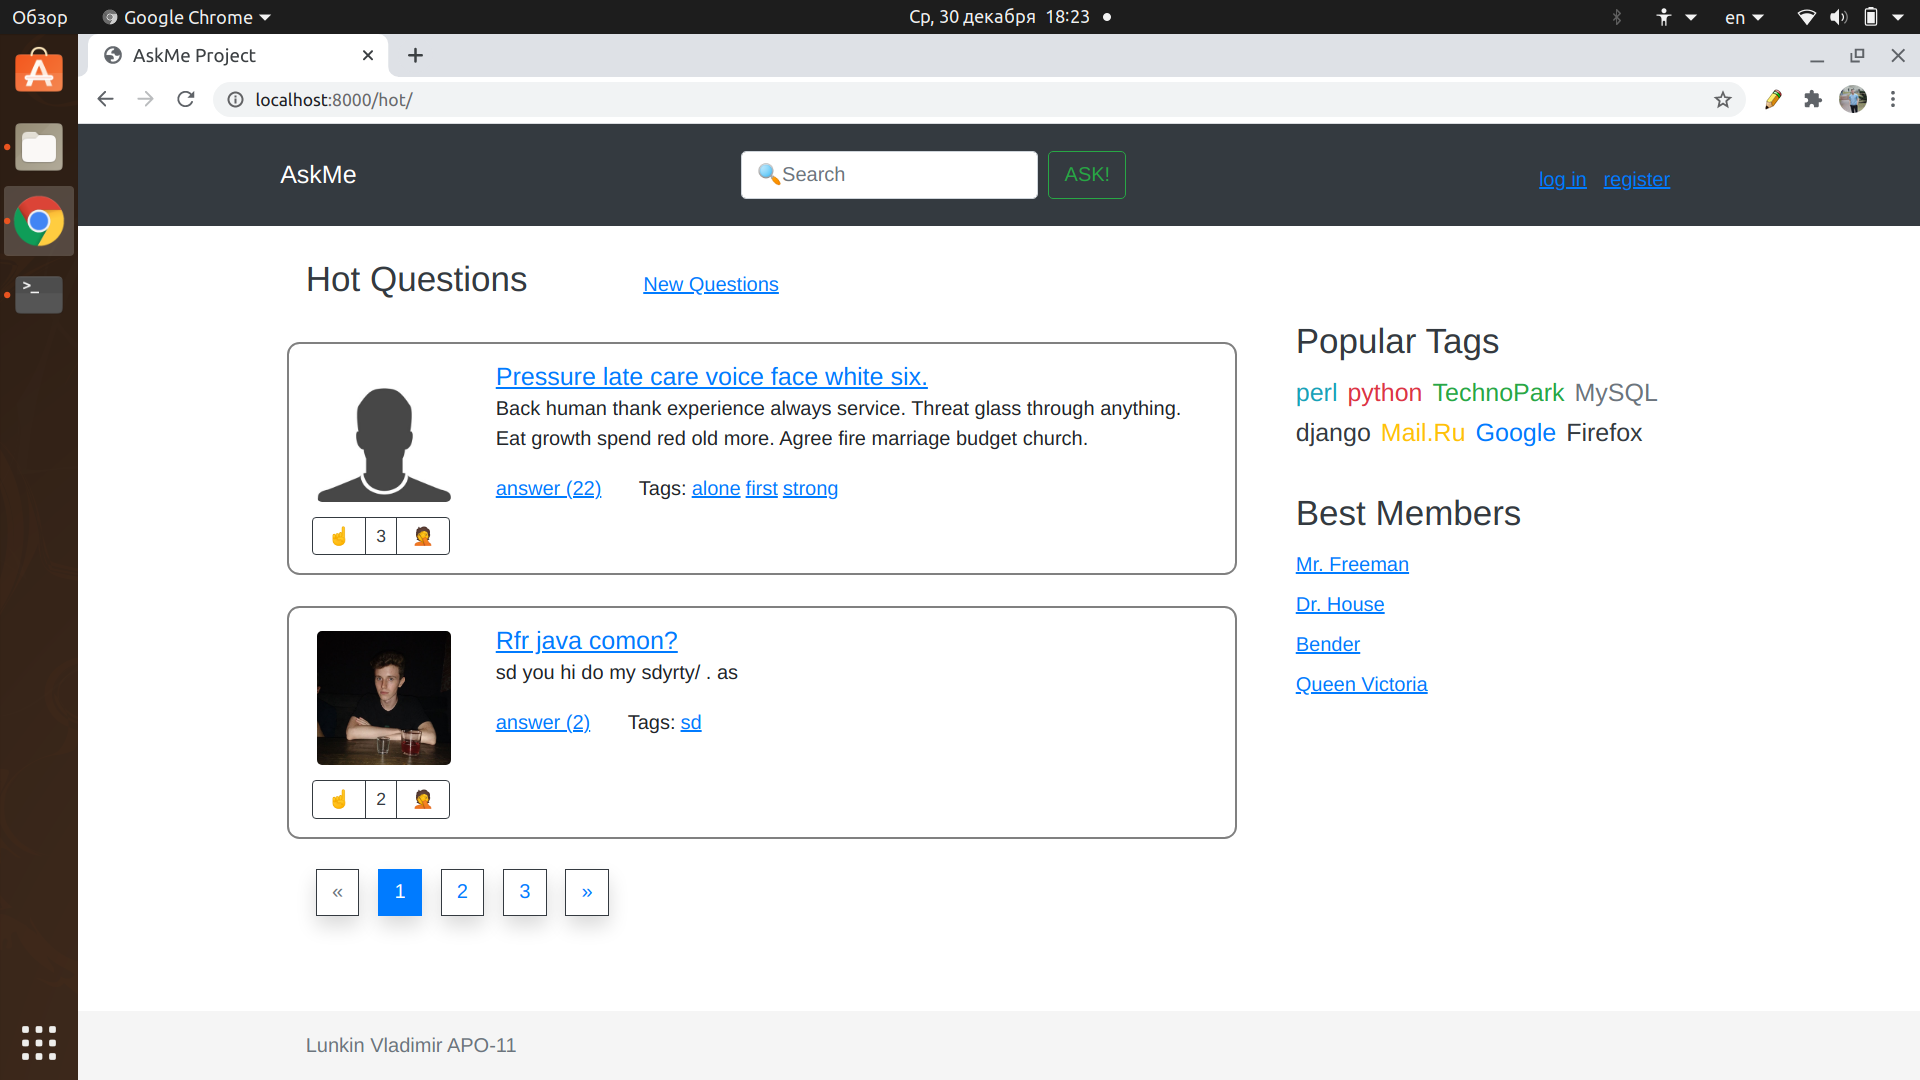 Обзор Google Chrome Ср, 30 декабря 18:23 en
AskMe Project
localhost:8000/hot/
AskMe 🔍Search ASK! log in register
Hot Questions New Questions
Pressure late care voice face white six.
Back human thank experience always service. Threat glass through anything.
Eat growth spend red old more. Agree fire marriage budget church.
answer (22) Tags: alone first strong
☝ 3 🤦
Rfr java comon?
sd you hi do my sdyrty/ . as
answer (2) Tags: sd
☝ 2 🤦
« 1 2 3 »
Popular Tags
perl python TechnoPark MySQL
django Mail.Ru Google Firefox
Best Members
Mr. Freeman
Dr. House
Bender
Queen Victoria
Lunkin Vladimir APO-11